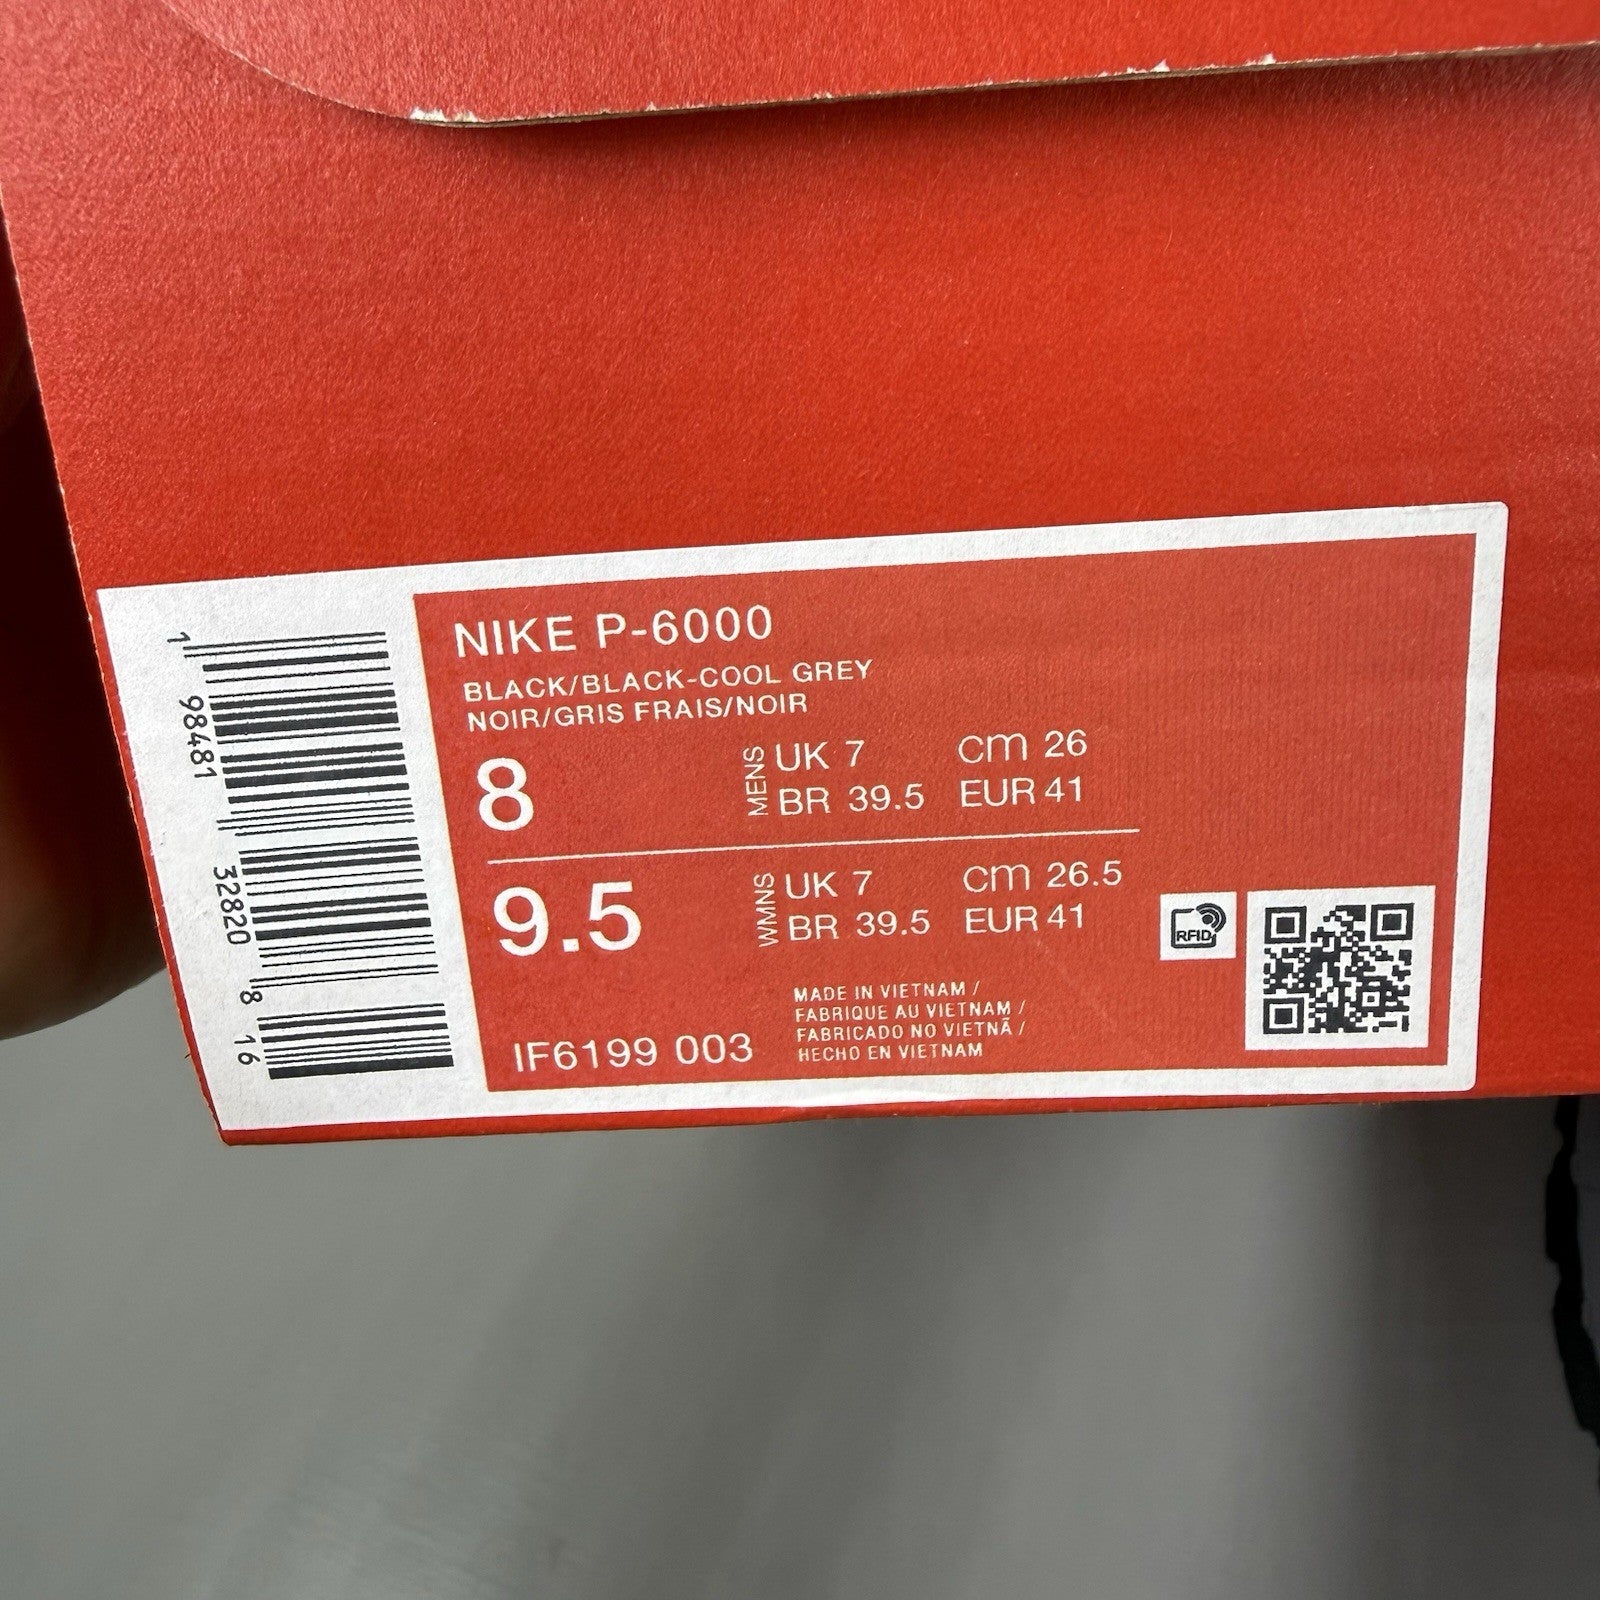 NIKE P-6000
BLACK/BLACK-COOL GREY
NOIR/GRIS FRAIS/NOIR
8
MENS
UK 7 cm 26
BR 39.5 EUR 41
9.5
WMNS
UK 7 cm 26.5
BR 39.5 EUR 41
IF6199 003
MADE IN VIETNAM /
FABRIQUE AU VIETNAM /
FABRICADO NO VIETNÃ /
HECHO EN VIETNAM
RFID
1 98481 32820 8 16